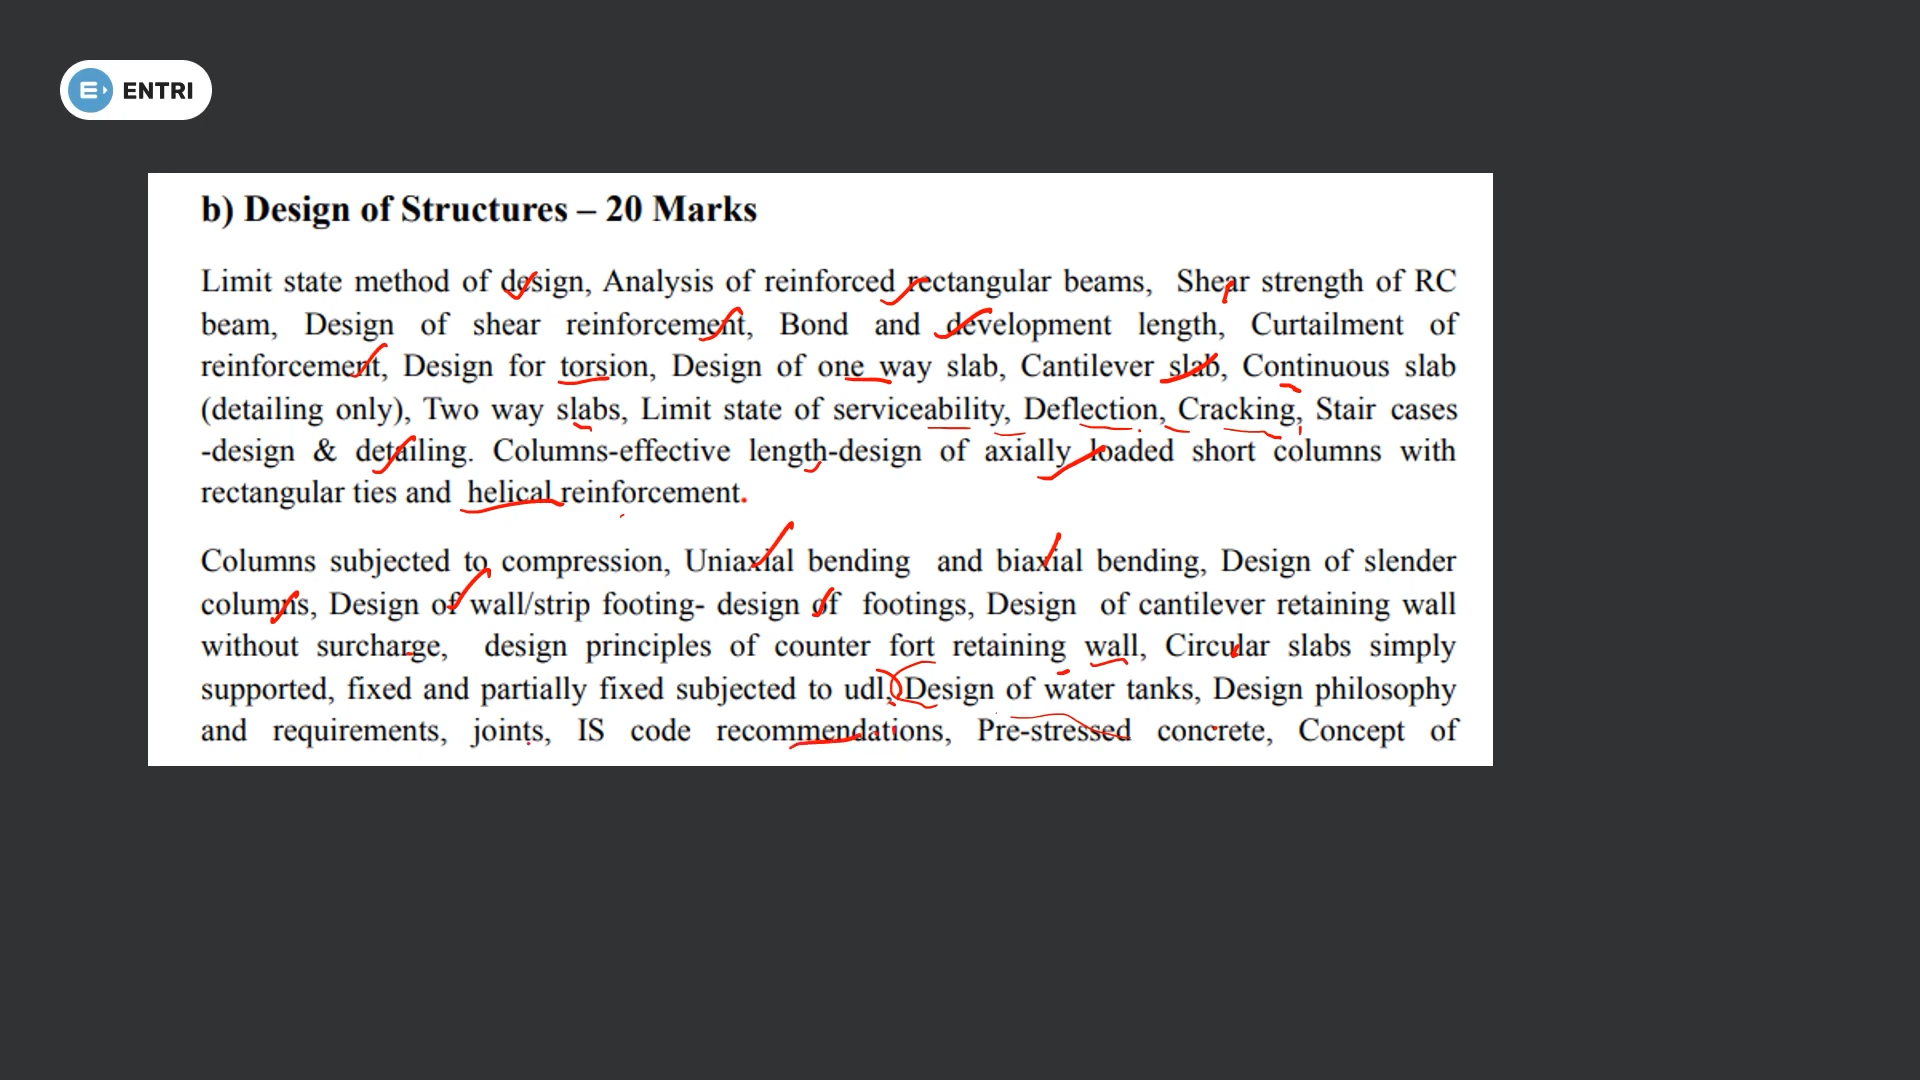 ENTRI
b) Design of Structures – 20 Marks
Limit state method of design, Analysis of reinforced rectangular beams, Shear strength of RC
beam, Design of shear reinforcement, Bond and development length, Curtailment of
reinforcement, Design for torsion, Design of one way slab, Cantilever slab, Continuous slab
(detailing only), Two way slabs, Limit state of serviceability, Deflection, Cracking, Stair cases
-design & detailing. Columns-effective length-design of axially loaded short columns with
rectangular ties and helical reinforcement.
Columns subjected to compression, Uniaxial bending and biaxial bending, Design of slender
columns, Design of wall/strip footing- design of footings, Design of cantilever retaining wall
without surcharge, design principles of counter fort retaining wall, Circular slabs simply
supported, fixed and partially fixed subjected to udl, Design of water tanks, Design philosophy
and requirements, joints, IS code recommendations, Pre-stressed concrete, Concept of